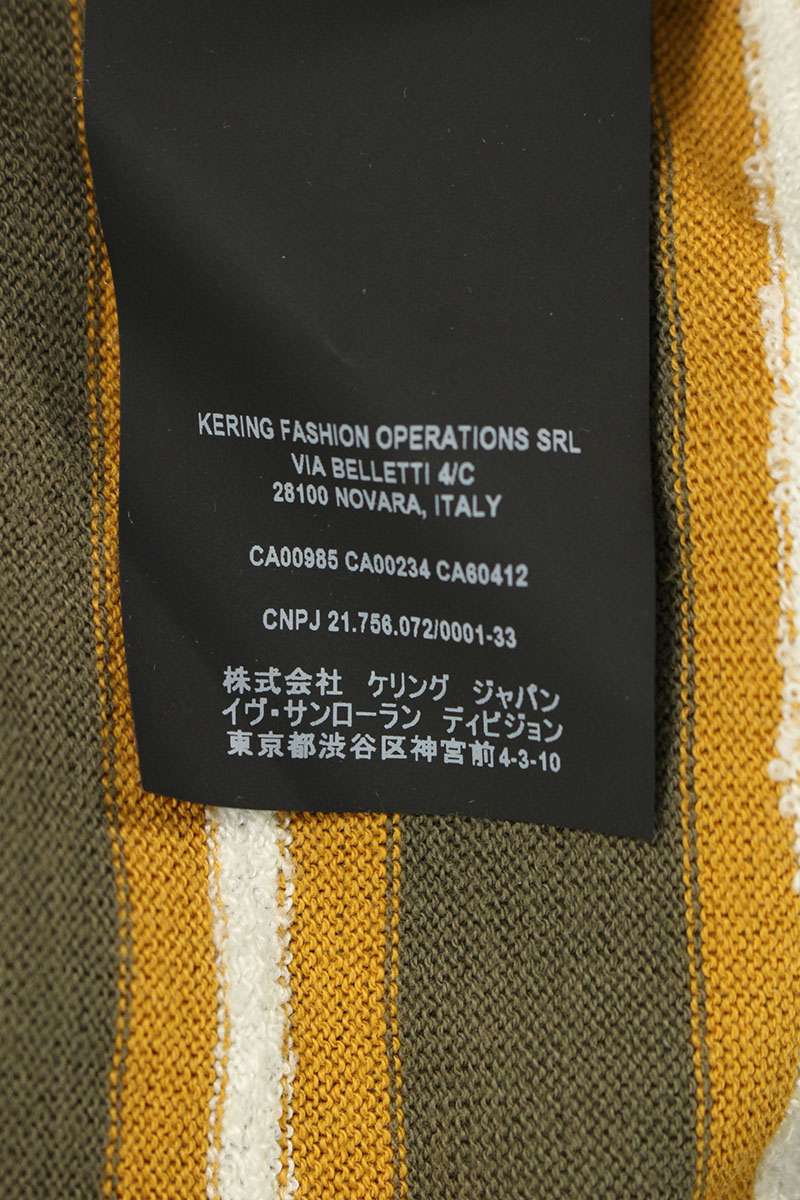 KERING FASHION OPERATIONS SRL
VIA BELLETTI 4/C
28100 NOVARA, ITALY
CA00985 CA00234 CA60412
CNPJ 21.756.072/0001-33
株式会社 ケリング ジャパン
イヴ・サンローラン ディビジョン
東京都渋谷区神宮前4-3-10